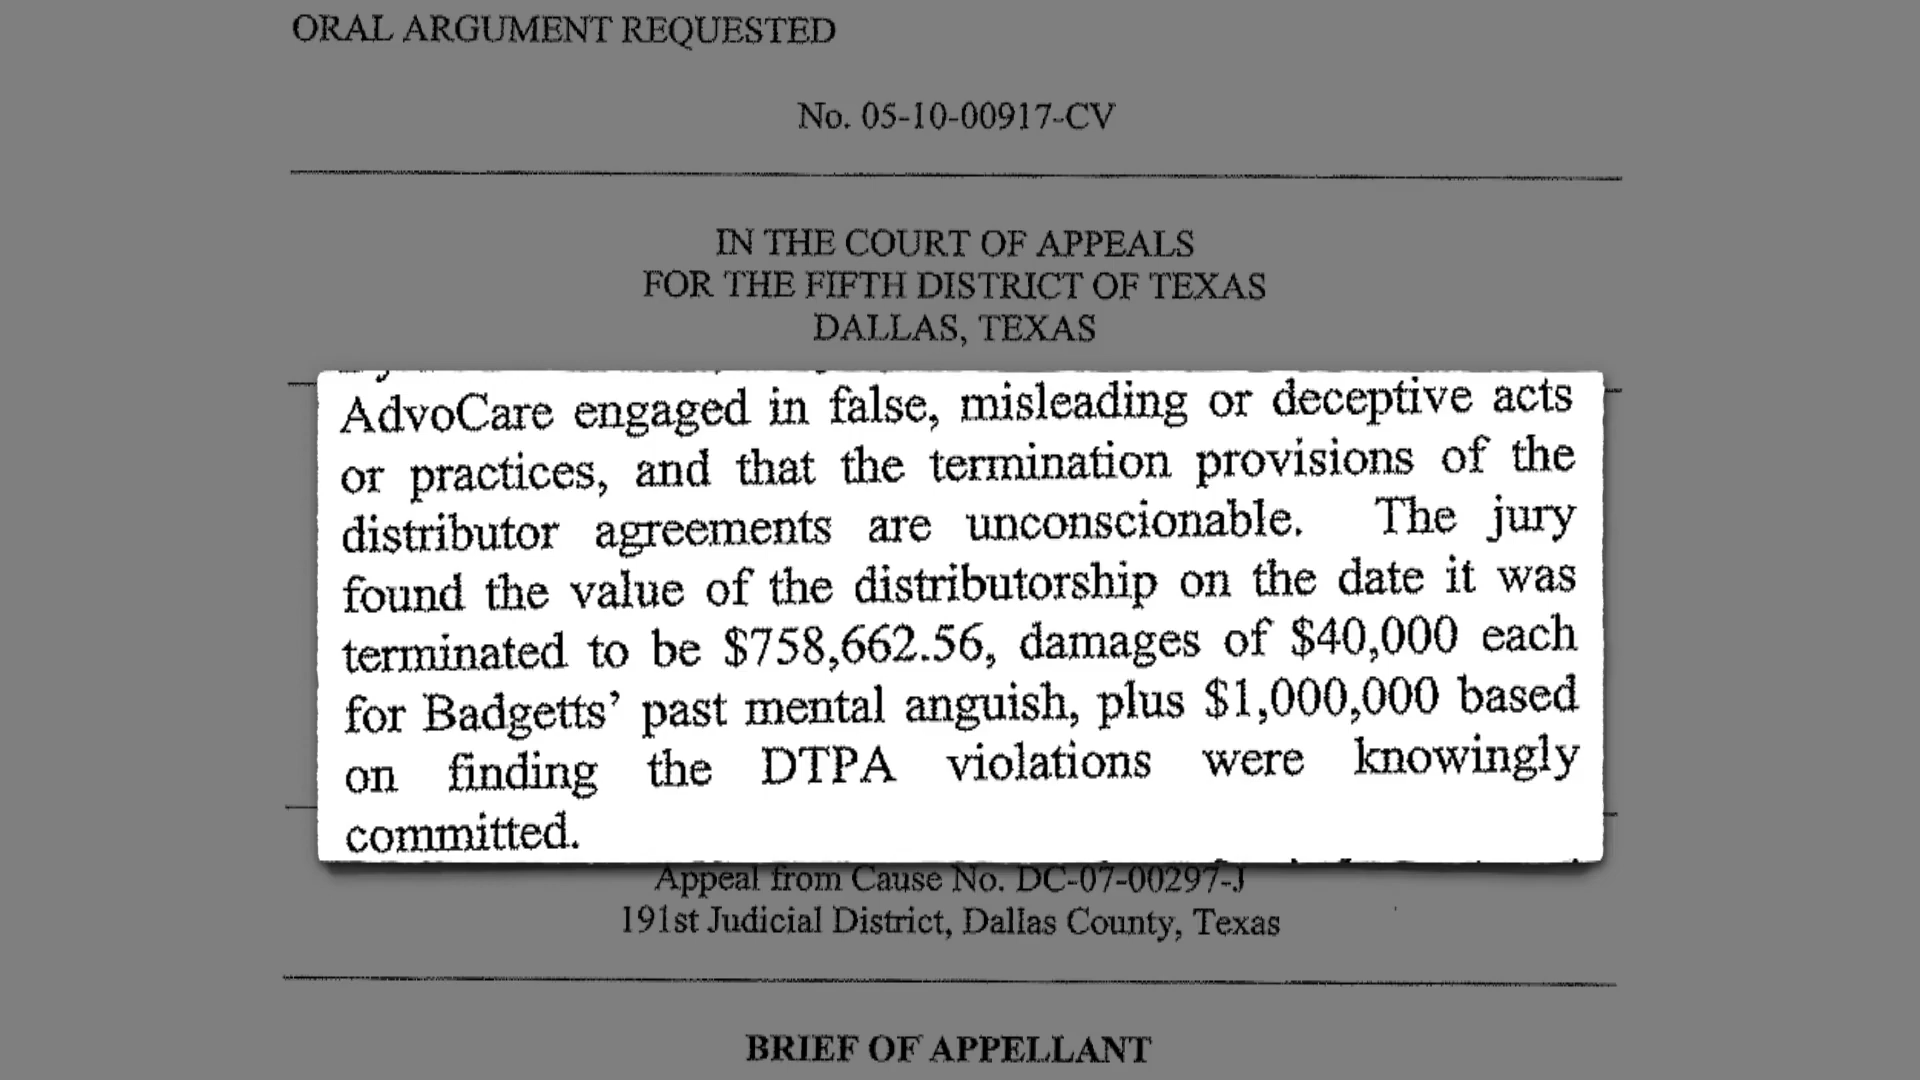 ORAL ARGUMENT REQUESTED
No. 05-10-00917-CV
IN THE COURT OF APPEALS
FOR THE FIFTH DISTRICT OF TEXAS
DALLAS, TEXAS
AdvoCare engaged in false, misleading or deceptive acts
or practices, and that the termination provisions of the
distributor agreements are unconscionable. The jury
found the value of the distributorship on the date it was
terminated to be $758,662.56, damages of $40,000 each
for Badgetts’ past mental anguish, plus $1,000,000 based
on finding the DTPA violations were knowingly
committed.
Appeal from Cause No. DC-07-00297-J
191st Judicial District, Dallas County, Texas
BRIEF OF APPELLANT